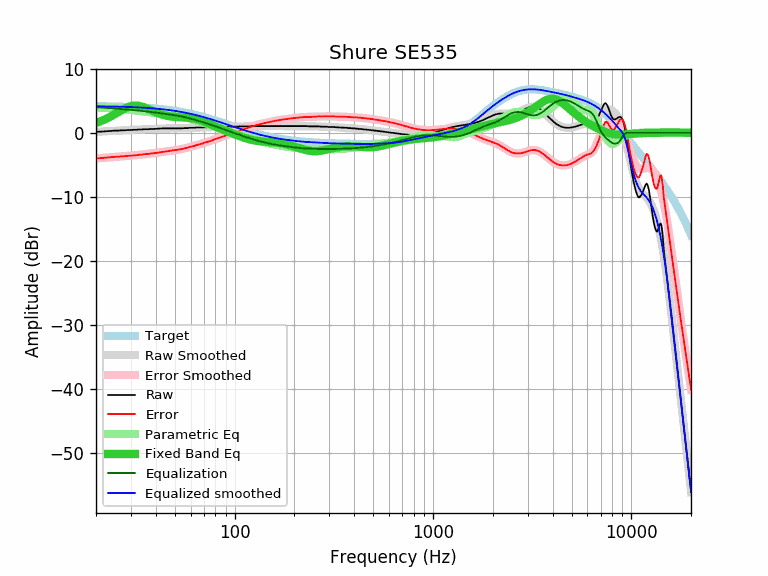 Shure SE535
10
0
−10
−20
−30
−40
−50
Amplitude (dBr)
Target
Raw Smoothed
Error Smoothed
Raw
Error
Parametric Eq
Fixed Band Eq
Equalization
Equalized smoothed
100 1000 10000
Frequency (Hz)